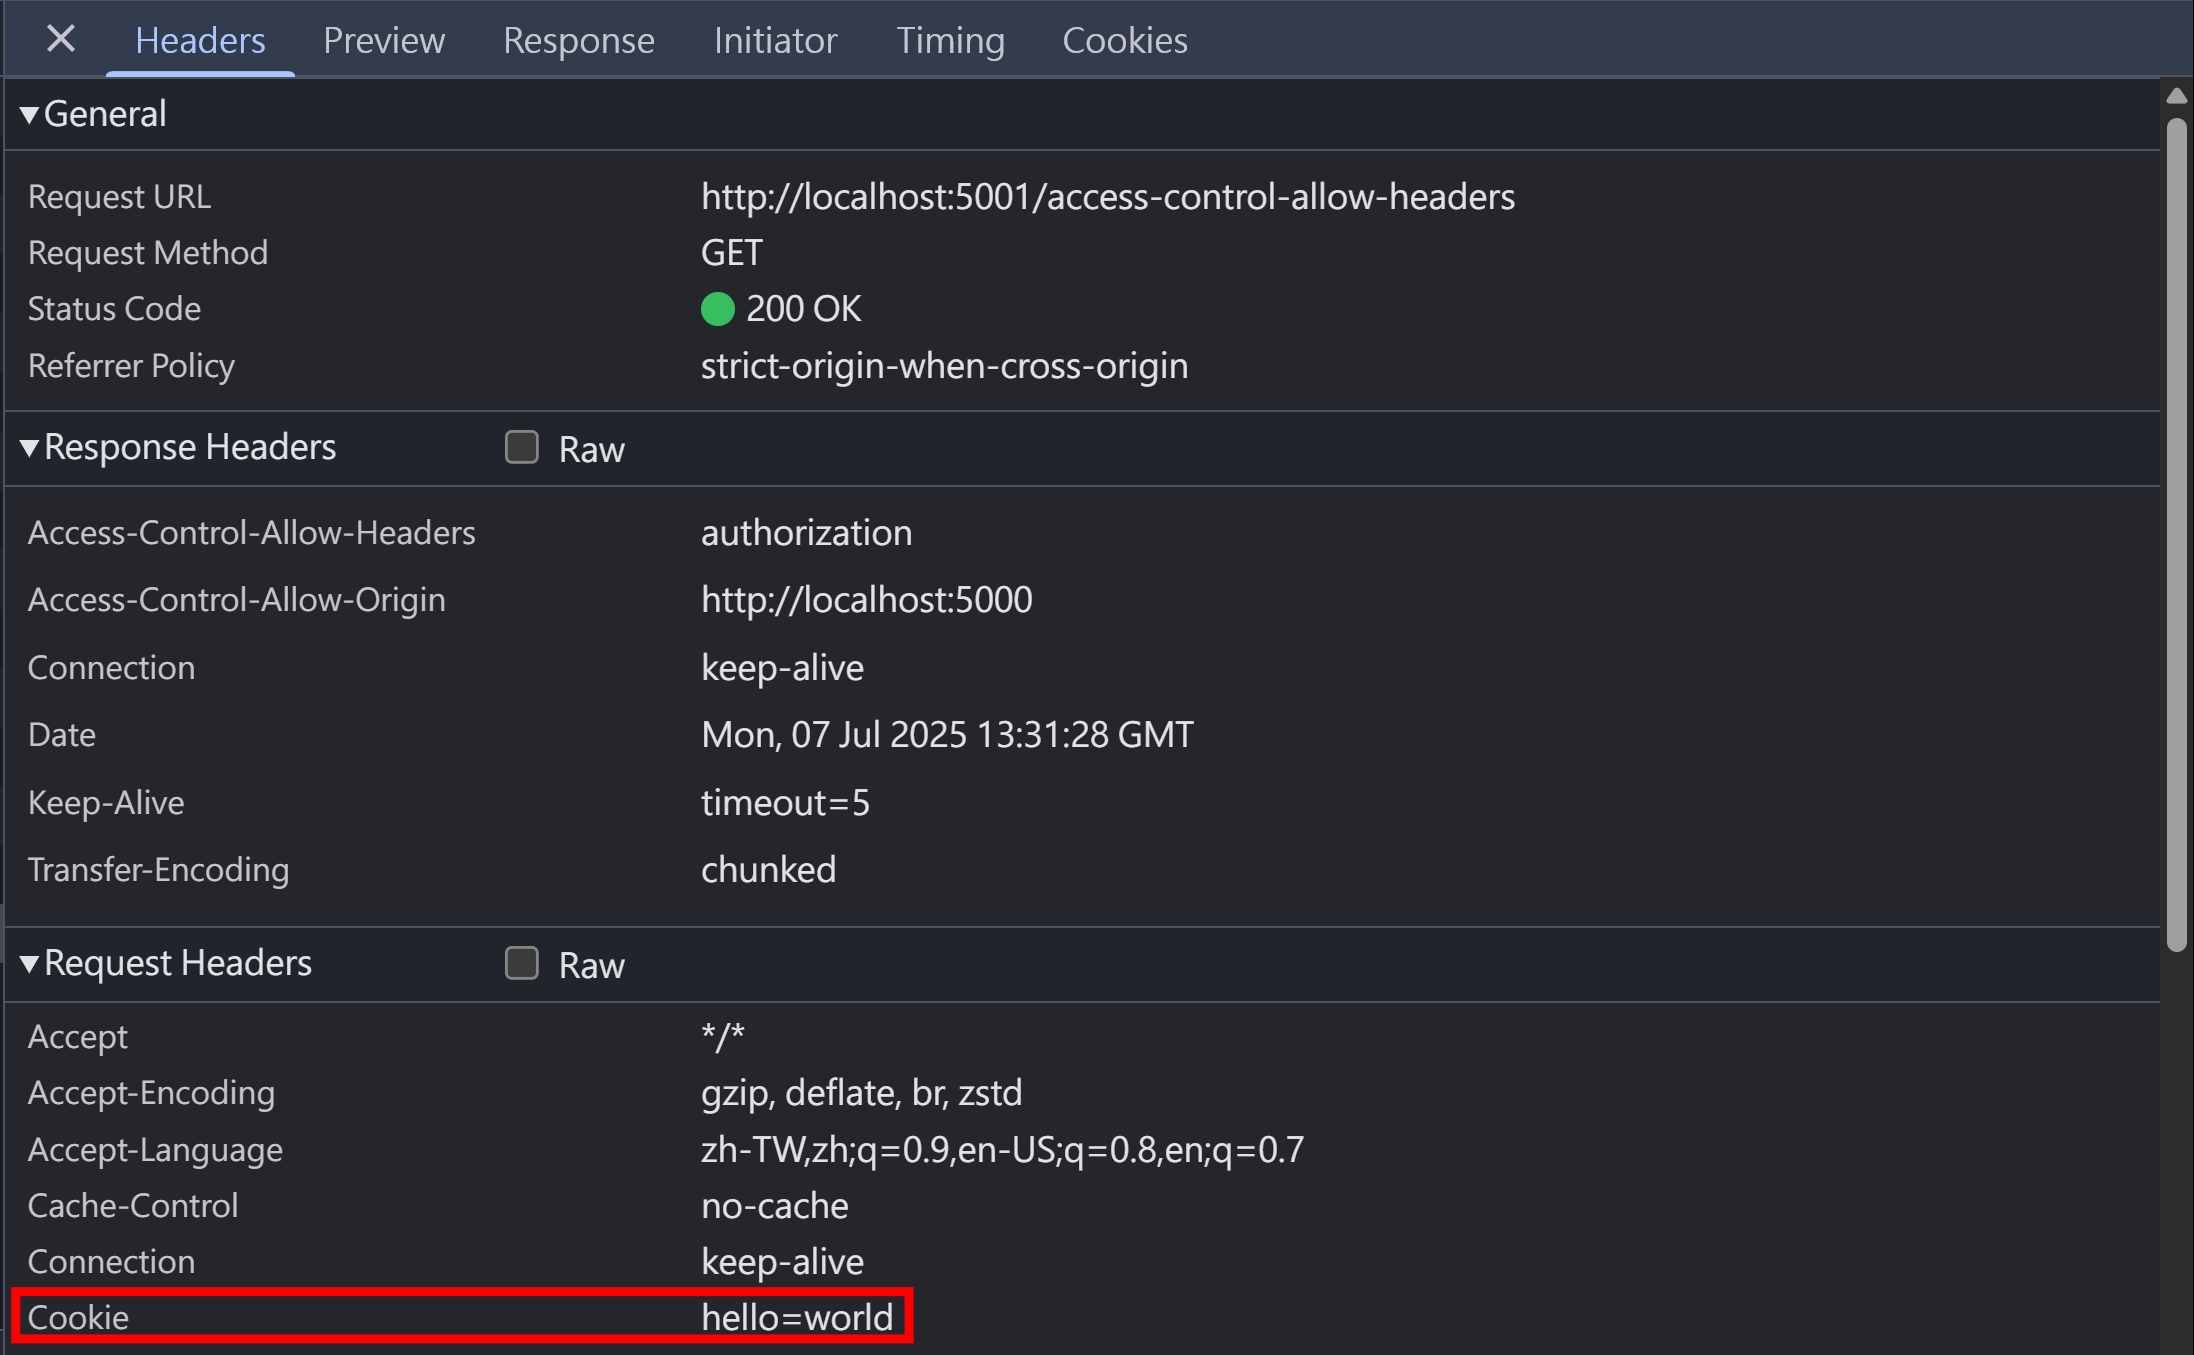 Headers Preview Response Initiator Timing Cookies
General
Request URL http://localhost:5001/access-control-allow-headers
Request Method GET
Status Code 200 OK
Referrer Policy strict-origin-when-cross-origin
Response Headers Raw
Access-Control-Allow-Headers authorization
Access-Control-Allow-Origin http://localhost:5000
Connection keep-alive
Date Mon, 07 Jul 2025 13:31:28 GMT
Keep-Alive timeout=5
Transfer-Encoding chunked
Request Headers Raw
Accept */*
Accept-Encoding gzip, deflate, br, zstd
Accept-Language zh-TW,zh;q=0.9,en-US;q=0.8,en;q=0.7
Cache-Control no-cache
Connection keep-alive
Cookie hello=world